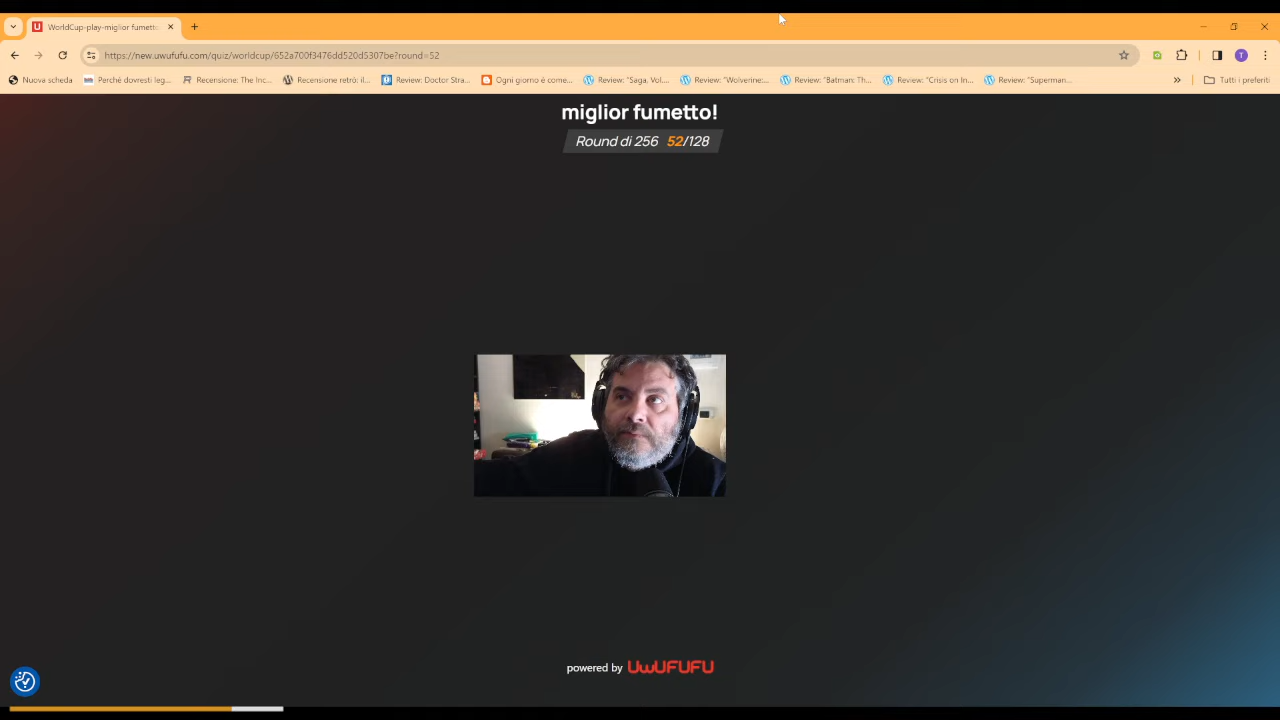 WorldCup-play-miglior fumetto
https://new.uwufufu.com/quiz/worldcup/652a700f3476dd520d5307be?round=52
T
Nuova scheda
Perché dovresti leg...
Recensione: The Inc...
Recensione retrò: il...
Review: Doctor Stra...
Ogni giorno è come...
Review: "Saga, Vol....
Review: "Wolverine:...
Review: "Batman: Th...
Review: "Crisis on In...
Review: "Superman...
»
Tutti i preferiti
miglior fumetto!
Round di 256 52/128
powered by UwUFUFU